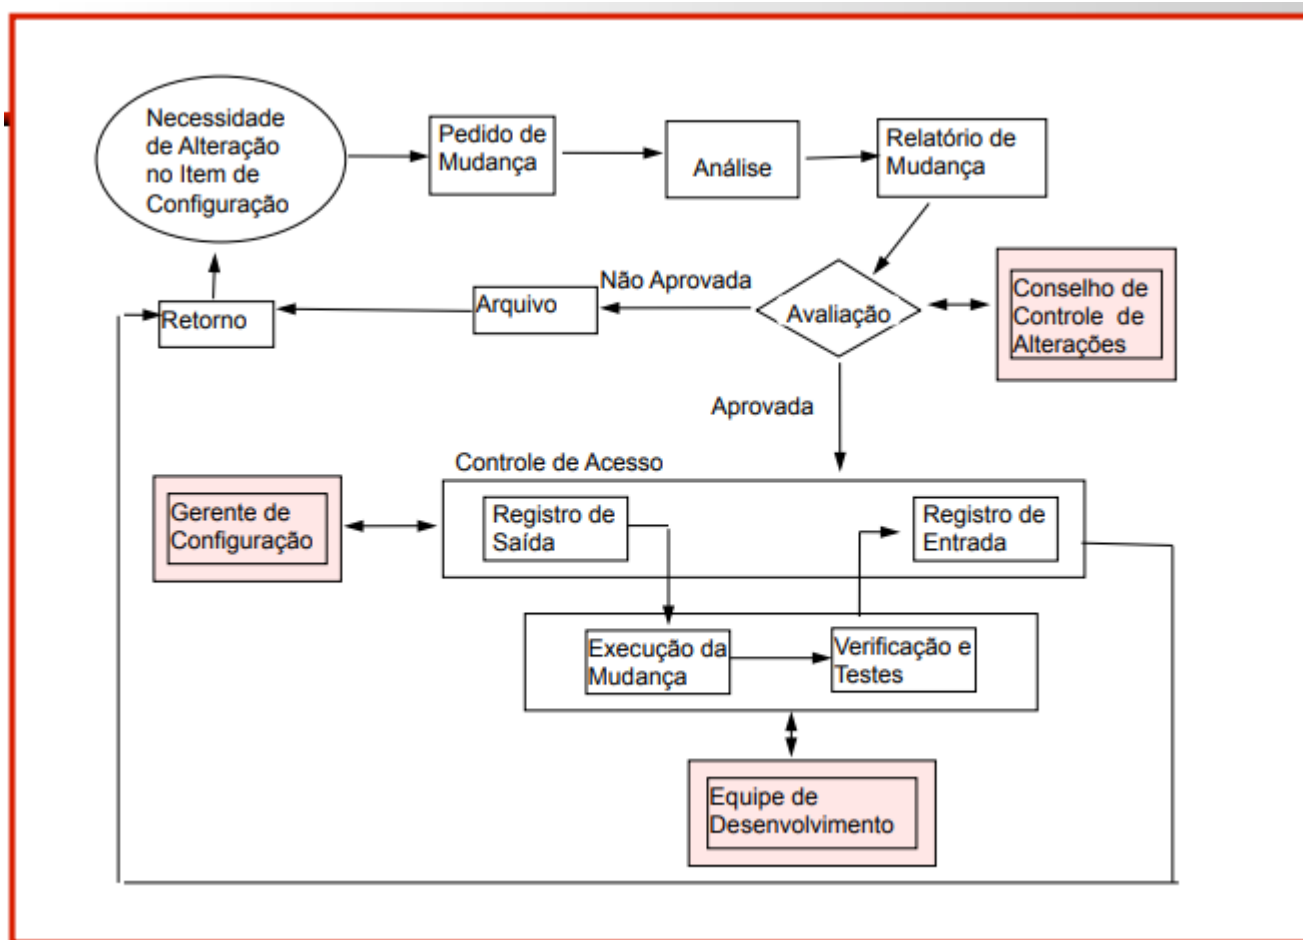 Necessidade
de Alteração
no Item de
Configuração
Pedido de
Mudança
Análise
Relatório de
Mudança
Não Aprovada
Avaliação
Conselho de
Controle de
Alterações
Arquivo
Retorno
Aprovada
Controle de Acesso
Gerente de
Configuração
Registro de
Saída
Registro de
Entrada
Execução da
Mudança
Verificação e
Testes
Equipe de
Desenvolvimento